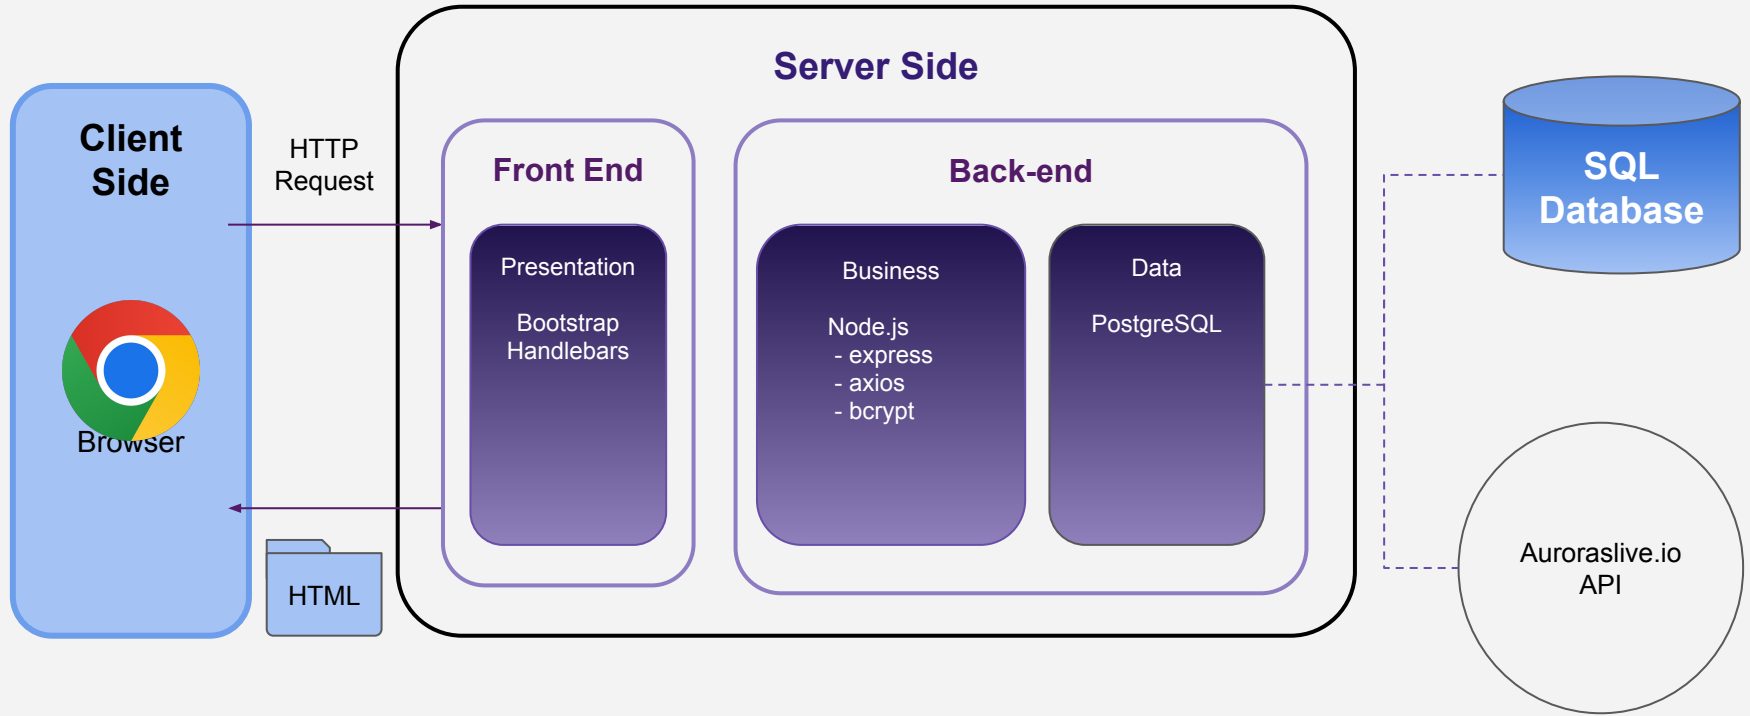 Client
Side
Browser
HTTP
Request
HTML
Server Side
Front End
Presentation
Bootstrap
Handlebars
Back-end
Business
Node.js
- express
- axios
- bcrypt
Data
PostgreSQL
SQL
Database
Auroraslive.io
API